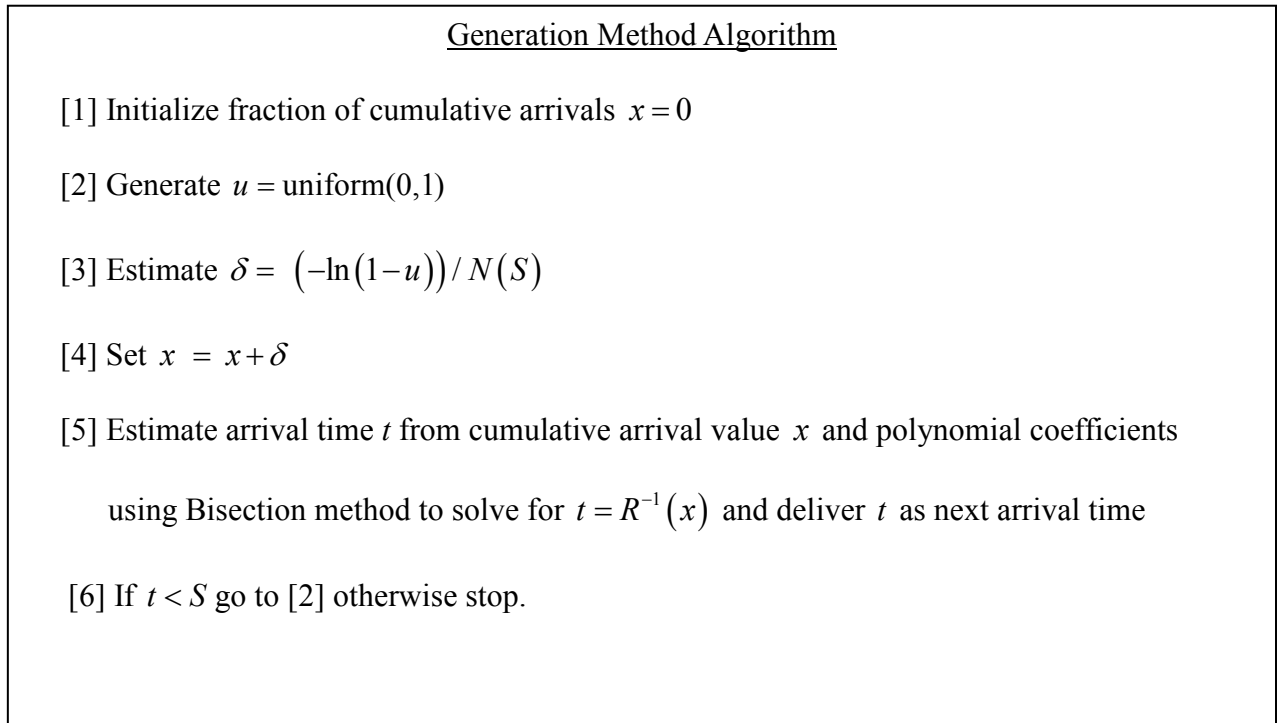 Generation Method Algorithm
[1] Initialize fraction of cumulative arrivals x = 0
[2] Generate u = uniform(0,1)
[3] Estimate δ = (−ln(1−u))/ N(S)
[4] Set x = x + δ
[5] Estimate arrival time t from cumulative arrival value x and polynomial coefficients
using Bisection method to solve for t = R⁻¹(x) and deliver t as next arrival time
[6] If t < S go to [2] otherwise stop.